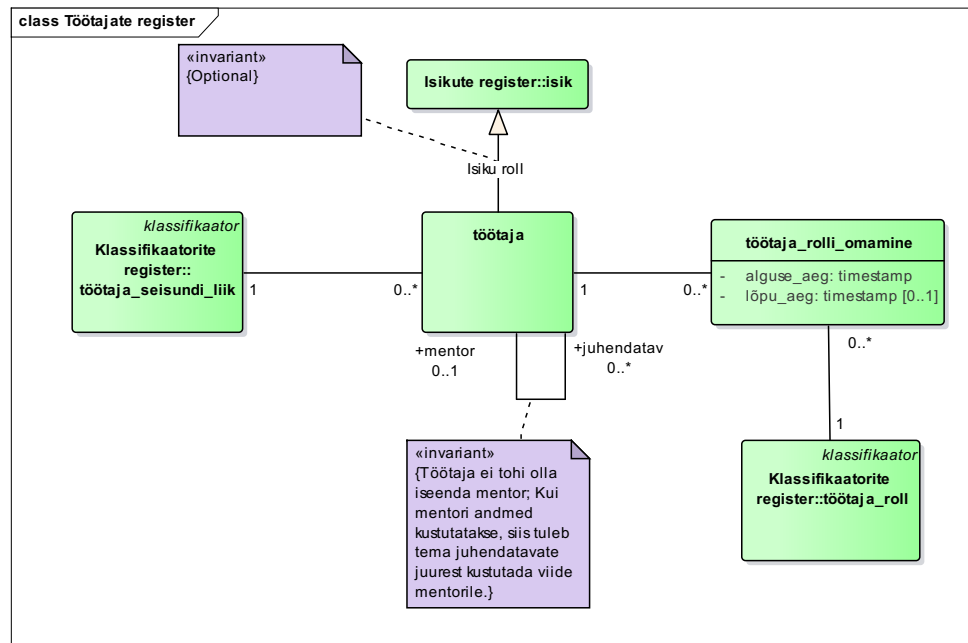 class Töötajate register
«invariant»
{Optional}
Isikute register::isik
Isiku roll
klassifikaator
Klassifikaatorite
register::
töötaja_seisundi_liik
1
0..*
töötaja
1
0..*
töötaja_rolli_omamine
- alguse_aeg: timestamp
- lõpu_aeg: timestamp [0..1]
+mentor
0..1
+juhendatav
0..*
0..*
1
«invariant»
{Töötaja ei tohi olla
iseenda mentor; Kui
mentori andmed
kustutatakse, siis tuleb
tema juhendatavate
juurest kustutada viide
mentorile.}
klassifikaator
Klassifikaatorite
register::töötaja_roll